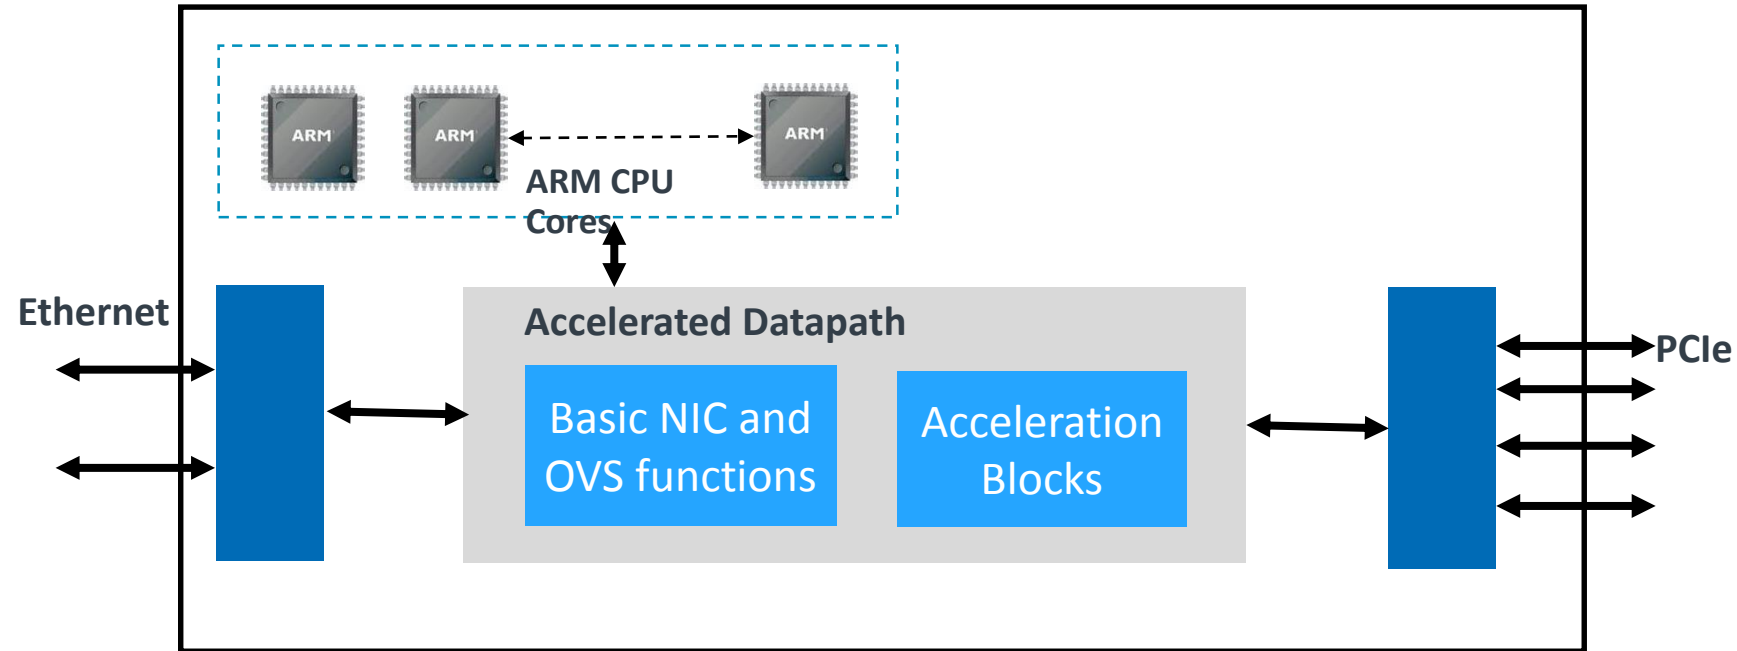 ARM
ARM
ARM
ARM CPU
Cores
Ethernet
Accelerated Datapath
PCIe
Basic NIC and
OVS functions
Acceleration
Blocks